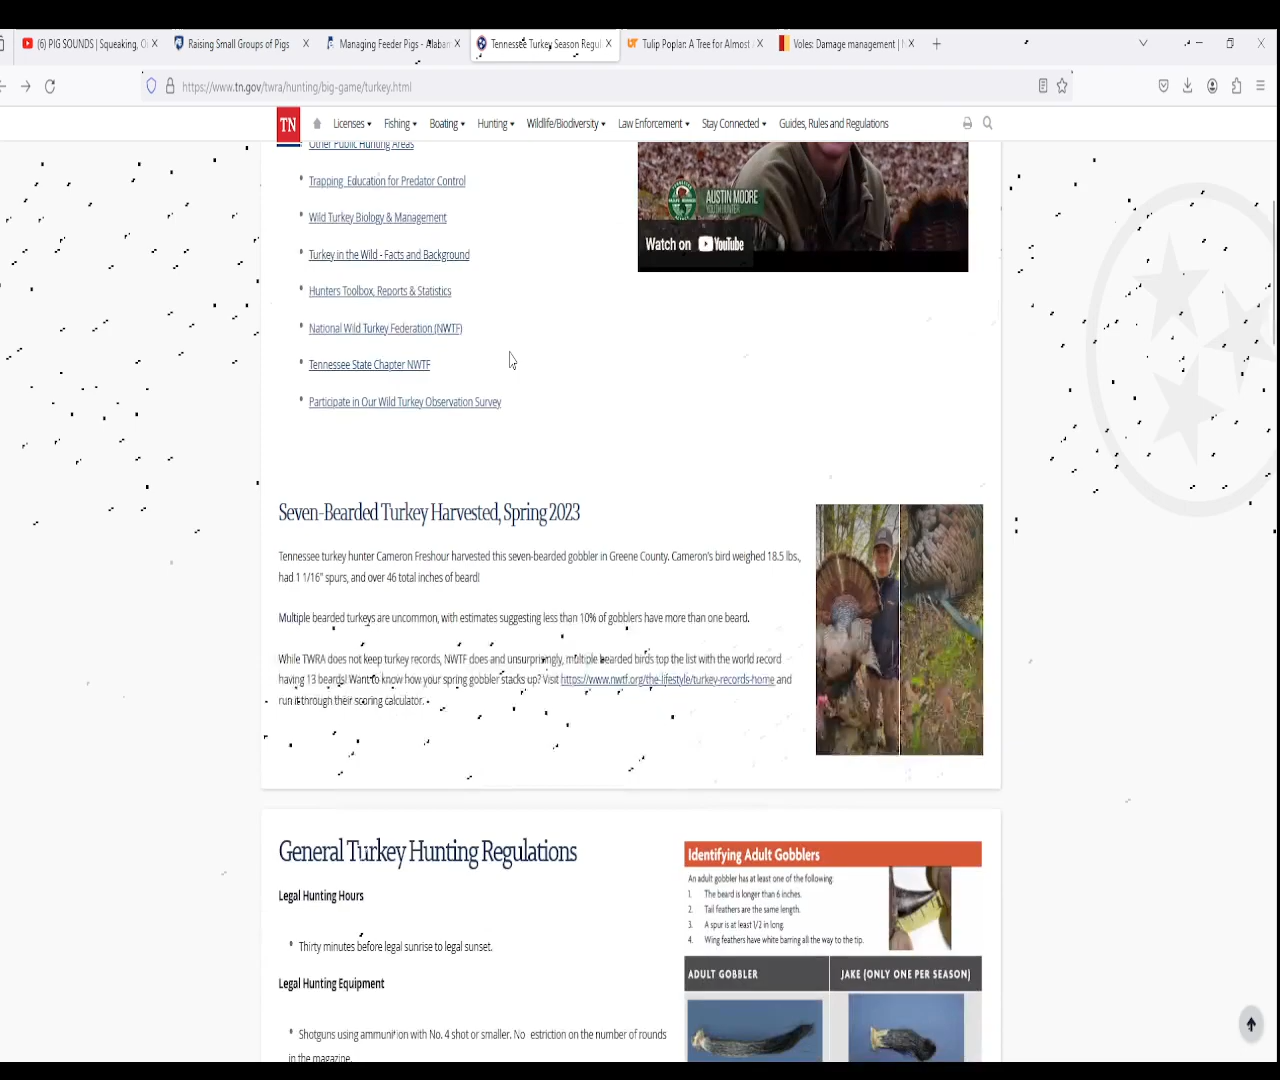 (6) PIG SOUNDS | Squeaking,
Raising Small Groups of Pigs
Managing Feeder Pigs - Alabam
Tennessee Turkey Season Regul
Tulip Poplar: A Tree for Almost
Voles: Damage management |
https://www.tn.gov/twra/hunting/big-game/turkey.html
TN
Licenses
Fishing
Boating
Hunting
Wildlife/Biodiversity
Law Enforcement
Stay Connected
Guides, Rules and Regulations
Other Public Hunting Areas
Trapping Education for Predator Control
Wild Turkey Biology & Management
Turkey in the Wild - Facts and Background
Hunters Toolbox, Reports & Statistics
National Wild Turkey Federation (NWTF)
Tennessee State Chapter NWTF
Participate in Our Wild Turkey Observation Survey
AUSTIN MOORE
YOUTH HUNTER
Watch on YouTube
Seven-Bearded Turkey Harvested, Spring 2023
Tennessee turkey hunter Cameron Freshour harvested this seven-bearded gobbler in Greene County. Cameron's bird weighed 18.5 lbs.,
had 1 1/16" spurs, and over 46 total inches of beard!
Multiple bearded turkeys are uncommon, with estimates suggesting less than 10% of gobblers have more than one beard.
While TWRA does not keep turkey records, NWTF does and unsurprisingly, multiple bearded birds top the list with the world record
having 13 beards! Want to know how your spring gobbler stacks up? Visit https://www.nwtf.org/the-lifestyle/turkey-records-home and
run it through their scoring calculator.
General Turkey Hunting Regulations
Legal Hunting Hours
Thirty minutes before legal sunrise to legal sunset.
Legal Hunting Equipment
Shotguns using ammunition with No. 4 shot or smaller. No estriction on the number of rounds
in the magazine.
Identifying Adult Gobblers
An adult gobbler has at least one of the following:
1. The beard is longer than 6 inches.
2. Tail feathers are the same length.
3. A spur is at least 1/2 in long.
4. Wing feathers have white barring all the way to the tip.
ADULT GOBBLER
JAKE (ONLY ONE PER SEASON)